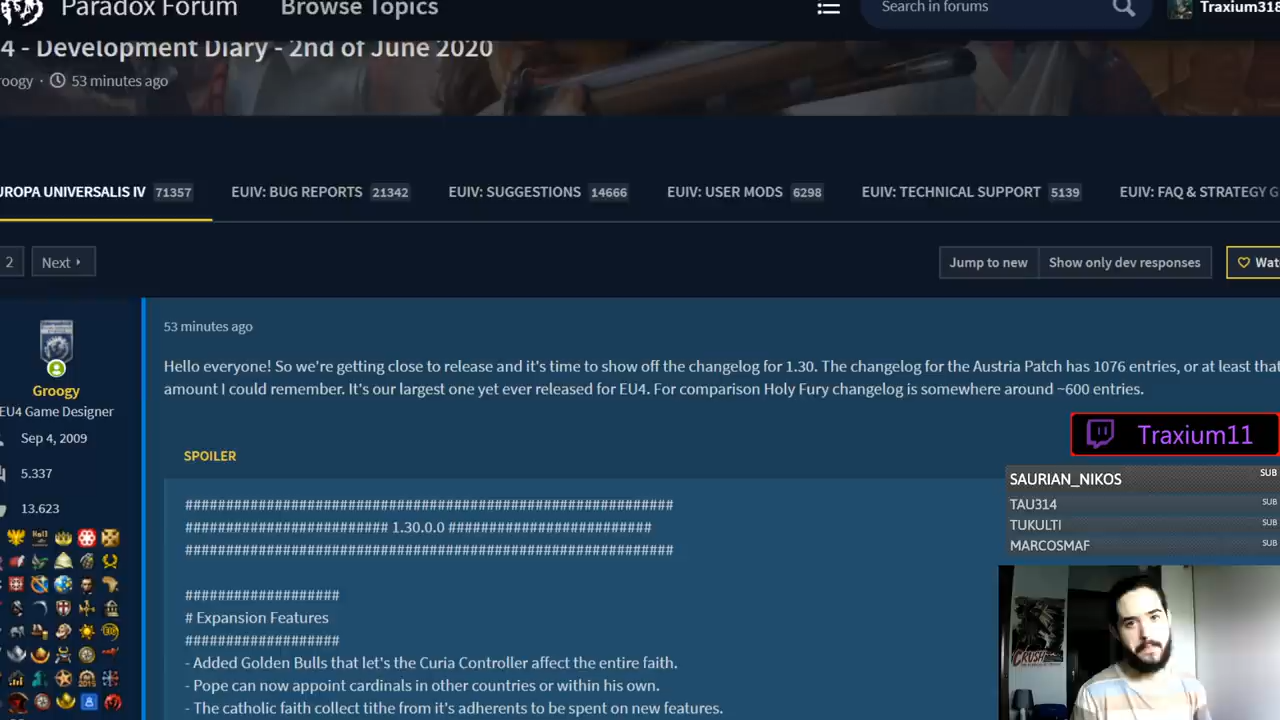 Paradox Forum
Browse Topics
Search in forums
Traxium318
4 - Development Diary - 2nd of June 2020
roogy · 53 minutes ago
UROPA UNIVERSALIS IV 71357
EUIV: BUG REPORTS 21342
EUIV: SUGGESTIONS 14666
EUIV: USER MODS 6298
EUIV: TECHNICAL SUPPORT 5139
EUIV: FAQ & STRATEGY G
2 Next
Jump to new
Show only dev responses
Wat
53 minutes ago
Hello everyone! So we're getting close to release and it's time to show off the changelog for 1.30. The changelog for the Austria Patch has 1076 entries, or at least that
amount I could remember. It's our largest one yet ever released for EU4. For comparison Holy Fury changelog is somewhere around ~600 entries.
Groogy
EU4 Game Designer
Sep 4, 2009
5.337
13.623
SPOILER
############################################################
######################### 1.30.0.0 #########################
############################################################
###################
# Expansion Features
###################
- Added Golden Bulls that let's the Curia Controller affect the entire faith.
- Pope can now appoint cardinals in other countries or within his own.
- The catholic faith collect tithe from it's adherents to be spent on new features.
Traxium11
SAURIAN_NIKOS SUB
TAU314 SUB
TUKULTI SUB
MARCOSMAF SUB
CRUSH